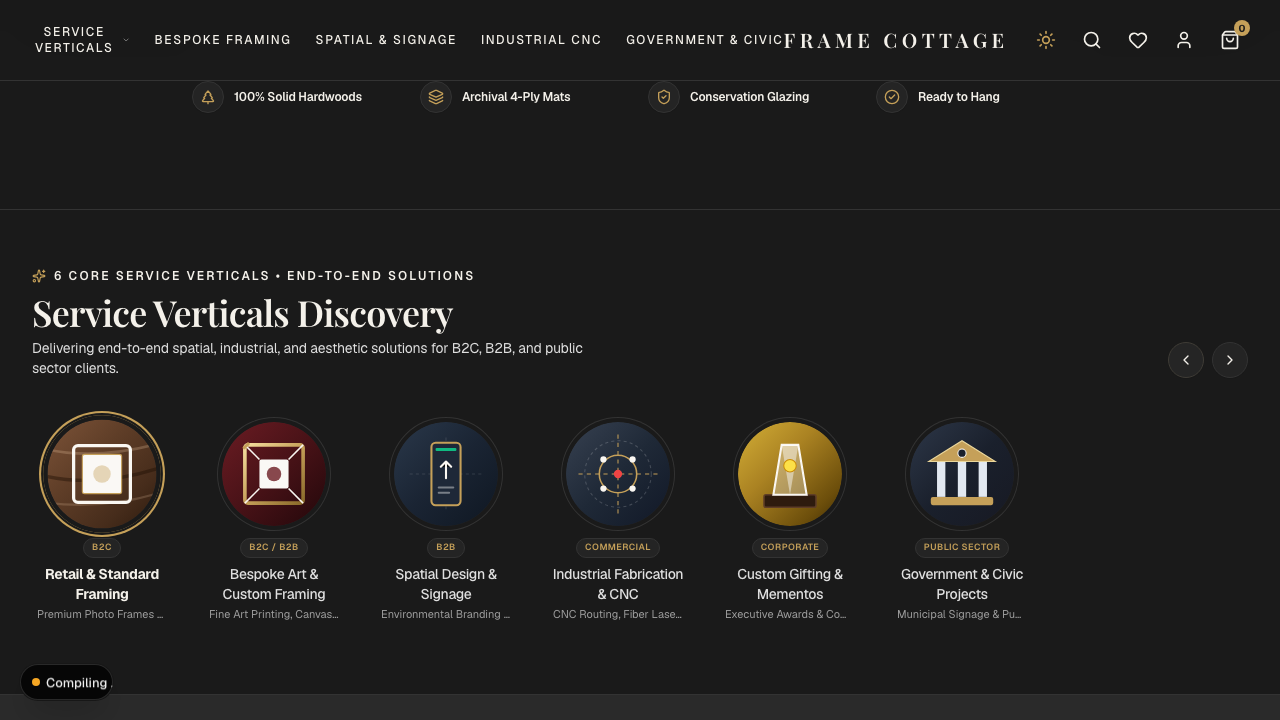 SERVICE
VERTICALS
BESPOKE FRAMING
SPATIAL & SIGNAGE
INDUSTRIAL CNC
GOVERNMENT & CIVIC
FRAME COTTAGE
0
100% Solid Hardwoods
Archival 4-Ply Mats
Conservation Glazing
Ready to Hang
6 CORE SERVICE VERTICALS • END-TO-END SOLUTIONS
Service Verticals Discovery
Delivering end-to-end spatial, industrial, and aesthetic solutions for B2C, B2B, and public
sector clients.
B2C
Retail & Standard
Framing
Premium Photo Frames ...
B2C / B2B
Bespoke Art &
Custom Framing
Fine Art Printing, Canvas...
B2B
Spatial Design &
Signage
Environmental Branding ...
COMMERCIAL
Industrial Fabrication
& CNC
CNC Routing, Fiber Lase...
CORPORATE
Custom Gifting &
Mementos
Executive Awards & Co...
PUBLIC SECTOR
Government & Civic
Projects
Municipal Signage & Pu...
Compiling